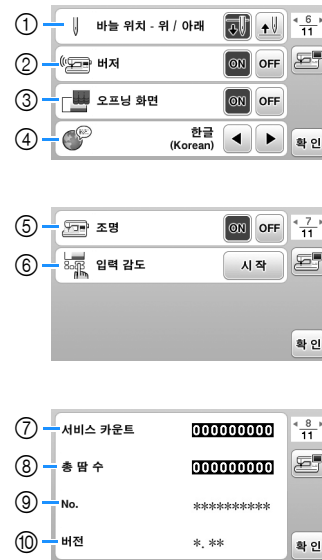 ① 바늘 위치 - 위 / 아래 6 11
② 버저 ON OFF
③ 오프닝 화면 ON OFF
④ 한글 (Korean) 확인
⑤ 조명 ON OFF 7 11
⑥ 입력 감도 시작
확인
⑦ 서비스 카운트 000000000 8 11
⑧ 총 땀 수 000000000
⑨ No. **********
⑩ 버전 *. ** 확인